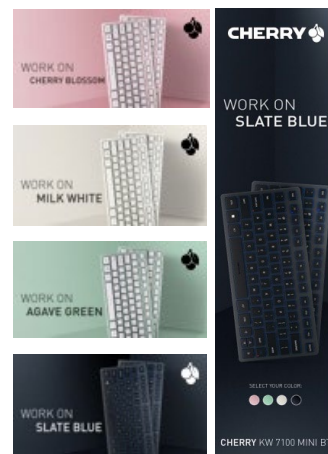 WORK ON
CHERRY BLOSSOM
WORK ON
MILK WHITE
WORK ON
AGAVE GREEN
WORK ON
SLATE BLUE
CHERRY
WORK ON
SLATE BLUE
SELECT YOUR COLOR:
CHERRY KW 7100 MINI BT